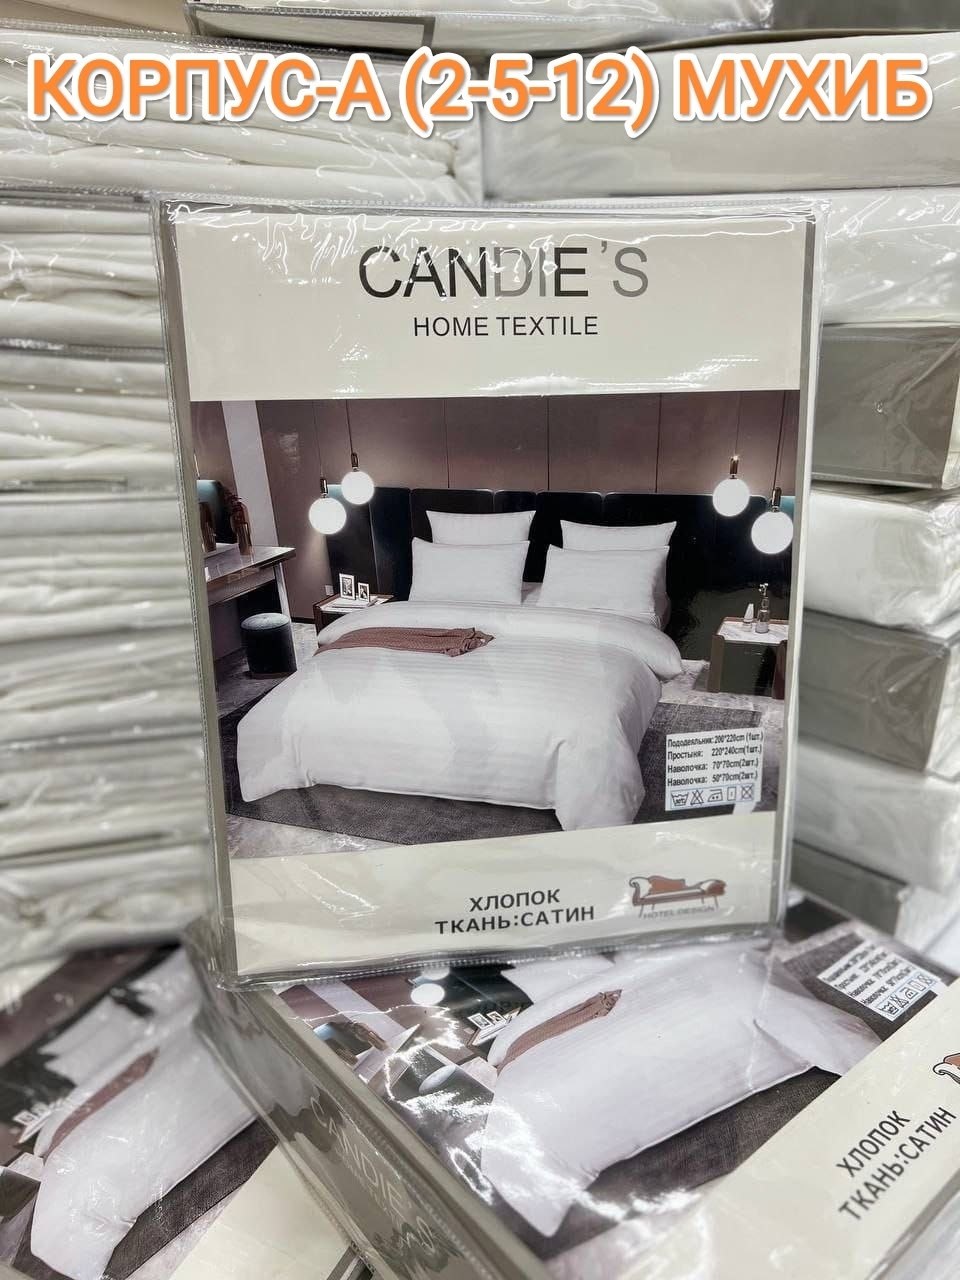 КОРПУС-А (2-5-12) МУХИБ
CANDIE'S
HOME TEXTILE
Пододеяльник: 200*220cm (1шт.)
Простыня: 220*240cm(1шт.)
Наволочка: 70*70cm(2шт.)
Наволочка: 50*70cm(2шт.)
ХЛОПОК
ТКАНЬ:САТИН
HOTEL DESIGN
CANDIE
ХЛОПОК
ТКАНЬ:САТИН